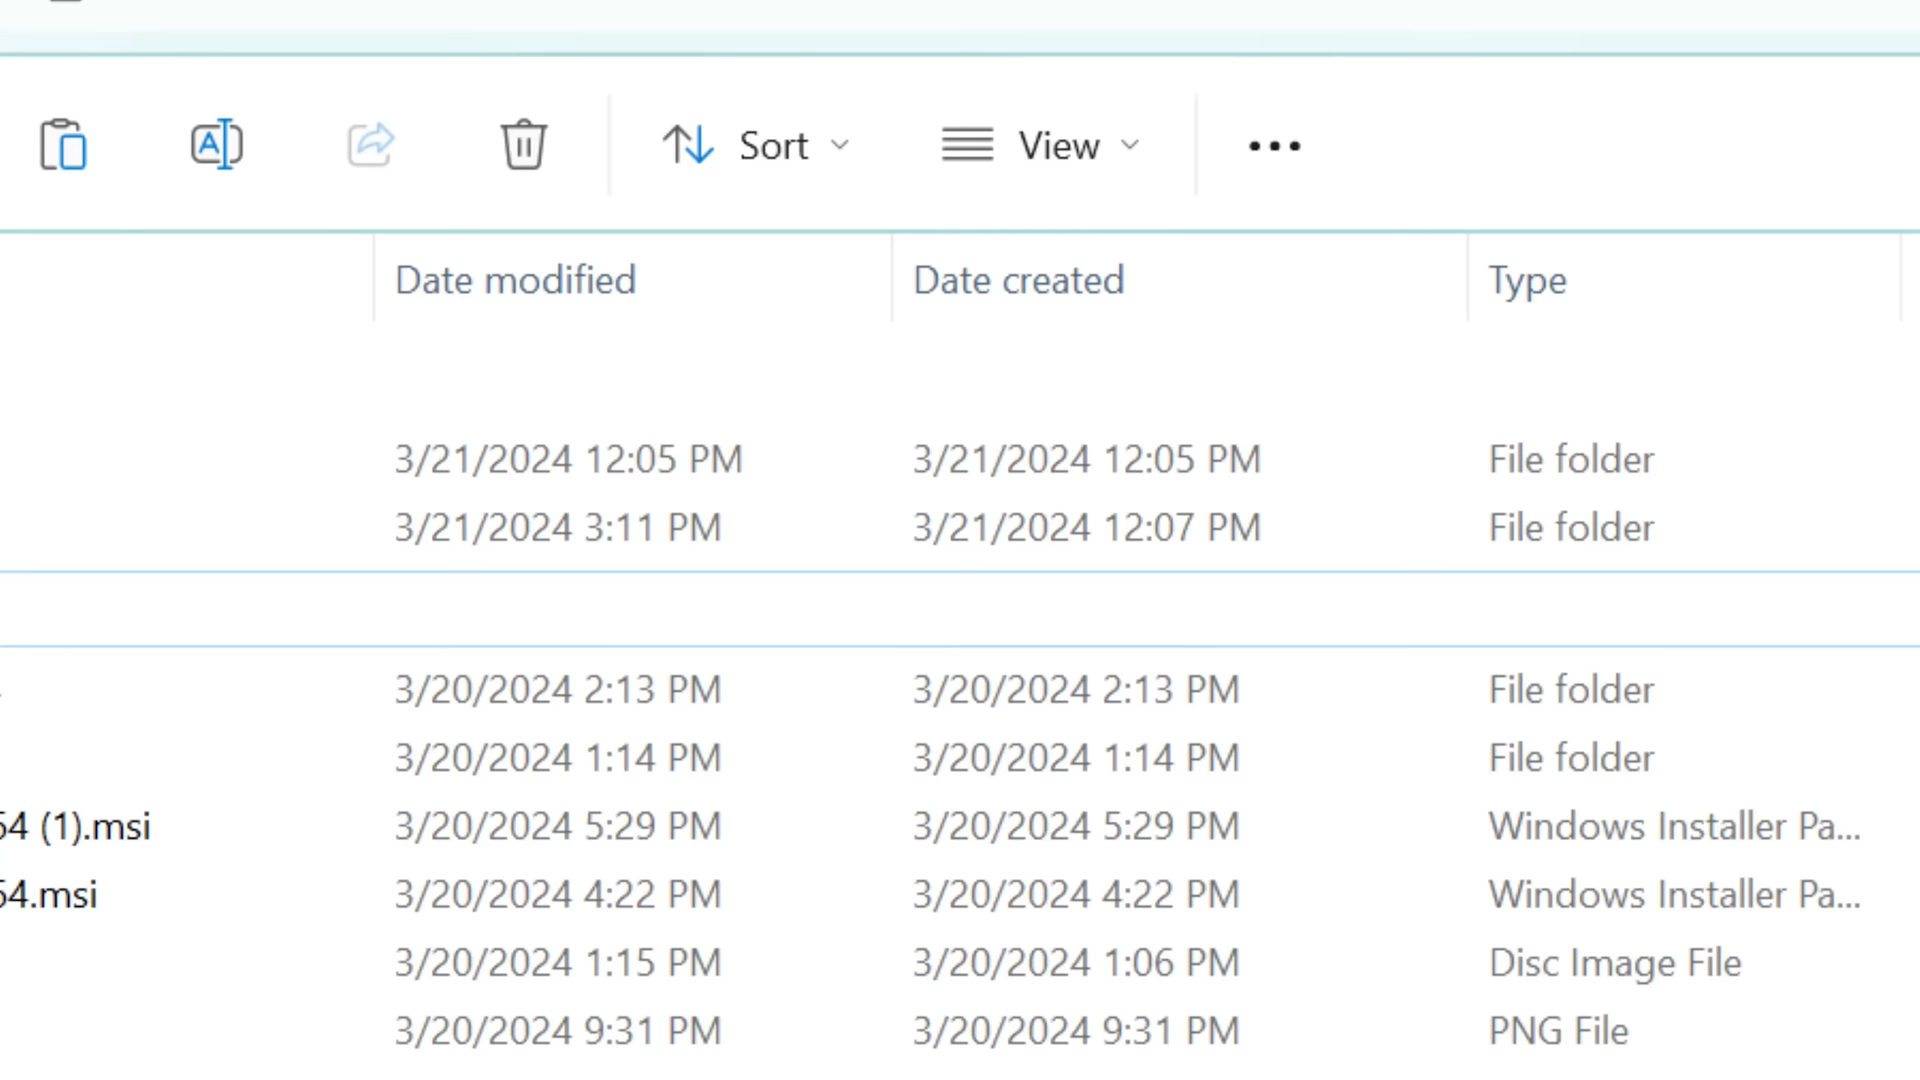 Sort View
Date modified Date created Type
3/21/2024 12:05 PM 3/21/2024 12:05 PM File folder
3/21/2024 3:11 PM 3/21/2024 12:07 PM File folder
3/20/2024 2:13 PM 3/20/2024 2:13 PM File folder
3/20/2024 1:14 PM 3/20/2024 1:14 PM File folder
64 (1).msi 3/20/2024 5:29 PM 3/20/2024 5:29 PM Windows Installer Pa...
64.msi 3/20/2024 4:22 PM 3/20/2024 4:22 PM Windows Installer Pa...
3/20/2024 1:15 PM 3/20/2024 1:06 PM Disc Image File
3/20/2024 9:31 PM 3/20/2024 9:31 PM PNG File